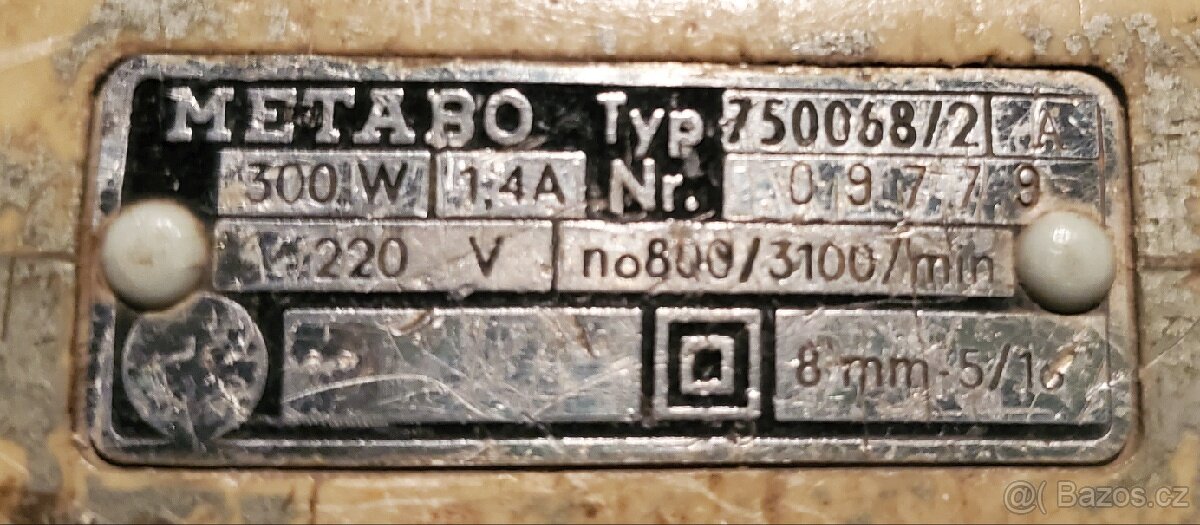 METABO Typ 750068/2 A
300 W 1,4A Nr. 09779
220 V no800/3100/min
8 mm-5/16
@( Bazos.cz